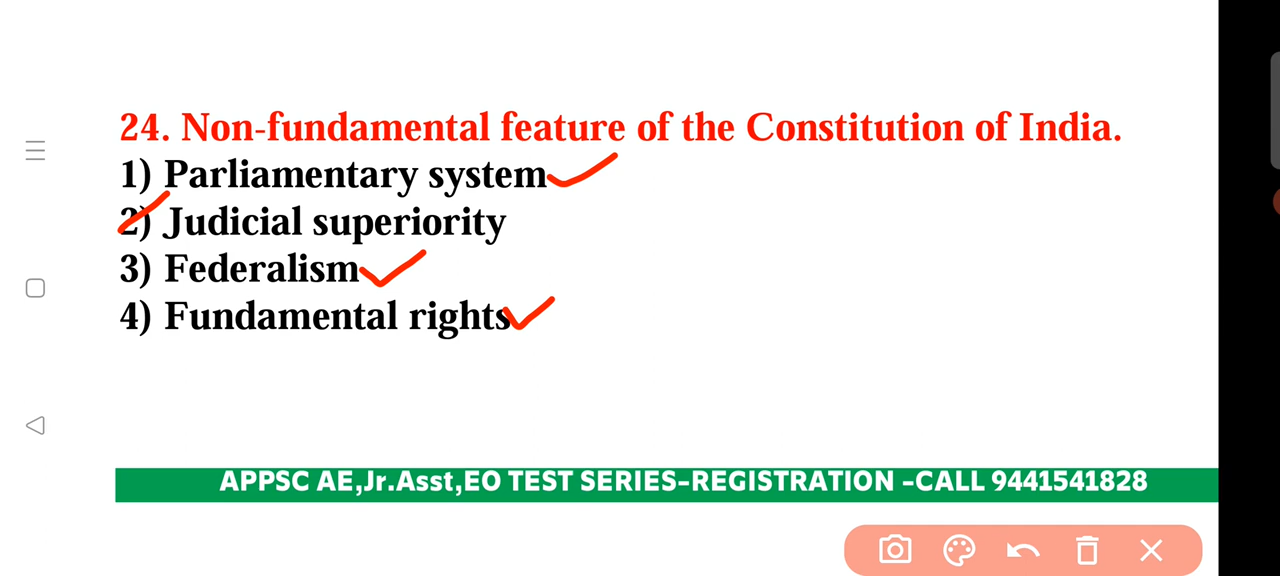 24. Non-fundamental feature of the Constitution of India.
1) Parliamentary system
2) Judicial superiority
3) Federalism
4) Fundamental rights
APPSC AE,Jr.Asst,EO TEST SERIES-REGISTRATION -CALL 9441541828